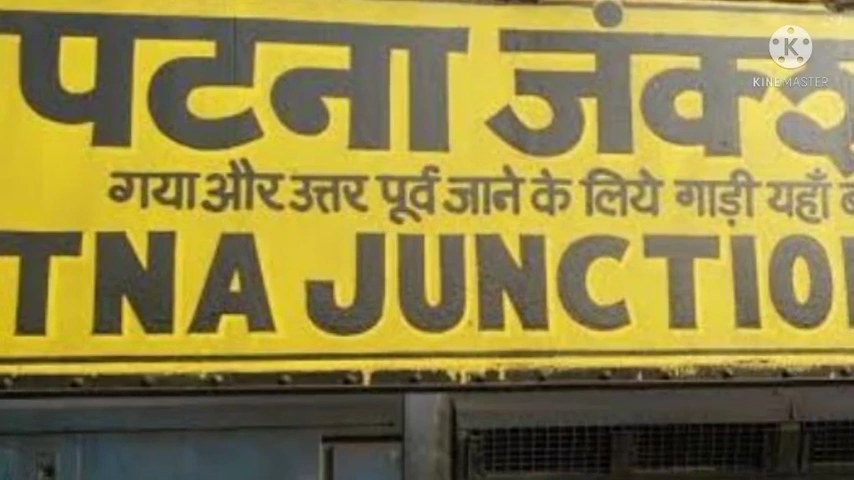 पटना जंक्श
KINEMASTER
गया और उत्तर पूर्व जाने के लिये गाड़ी यहाँ
TNA JUNCTIO